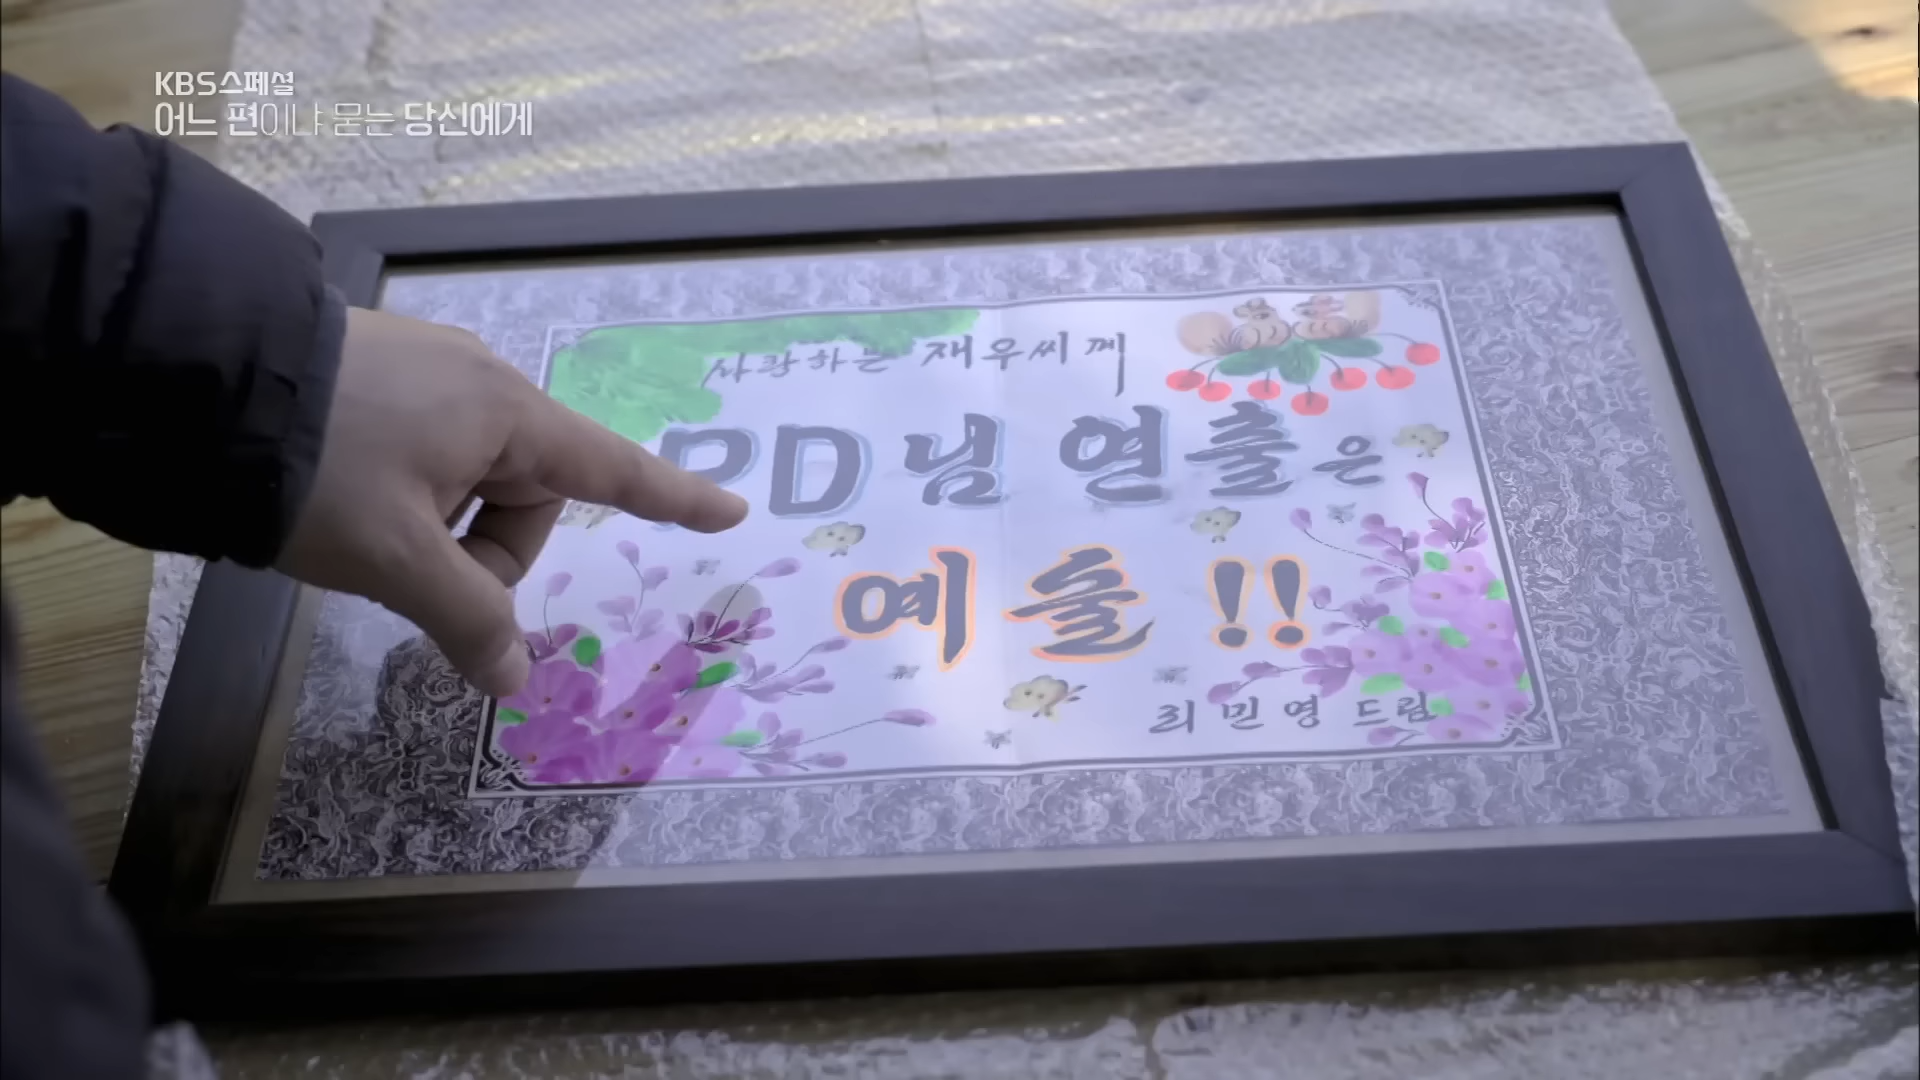 KBS스페셜
어느 편이냐 묻는 당신에게
사랑하는 재우씨께
PD님 연출은
예술!!
리민영 드림